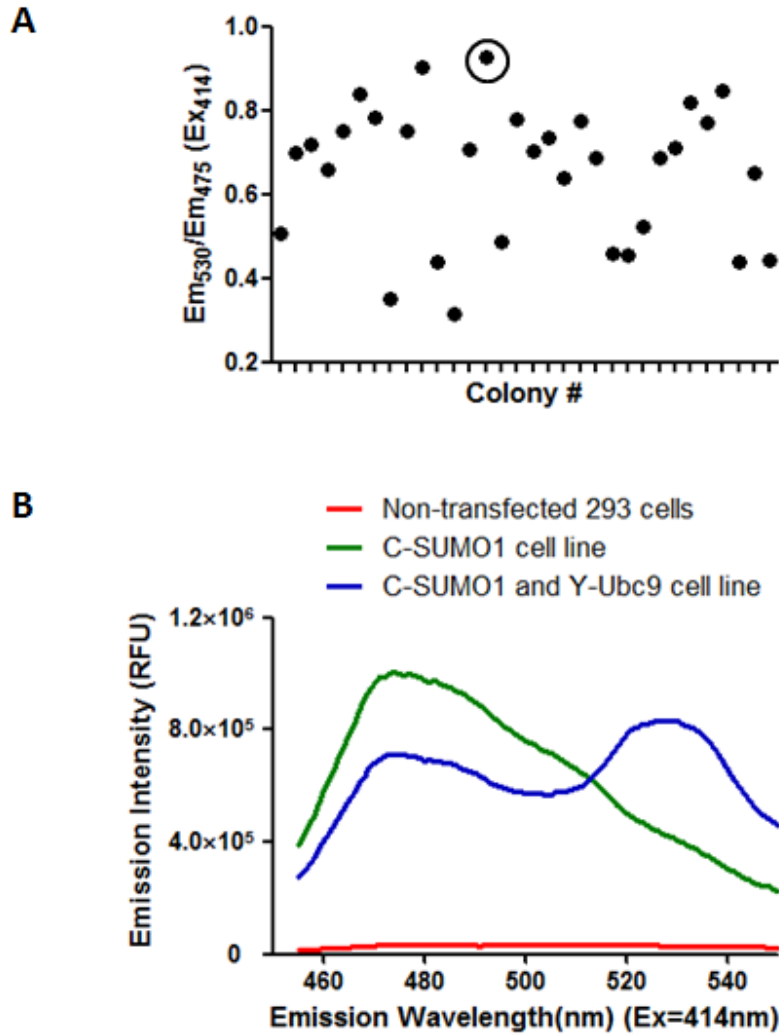 A
Em530/Em475 (Ex414)
1.0
0.8
0.6
0.4
0.2
Colony #
B
Non-transfected 293 cells
C-SUMO1 cell line
C-SUMO1 and Y-Ubc9 cell line
Emission Intensity (RFU)
1.2×10⁶
8.0×10⁵
4.0×10⁵
0
460 480 500 520 540
Emission Wavelength(nm) (Ex=414nm)